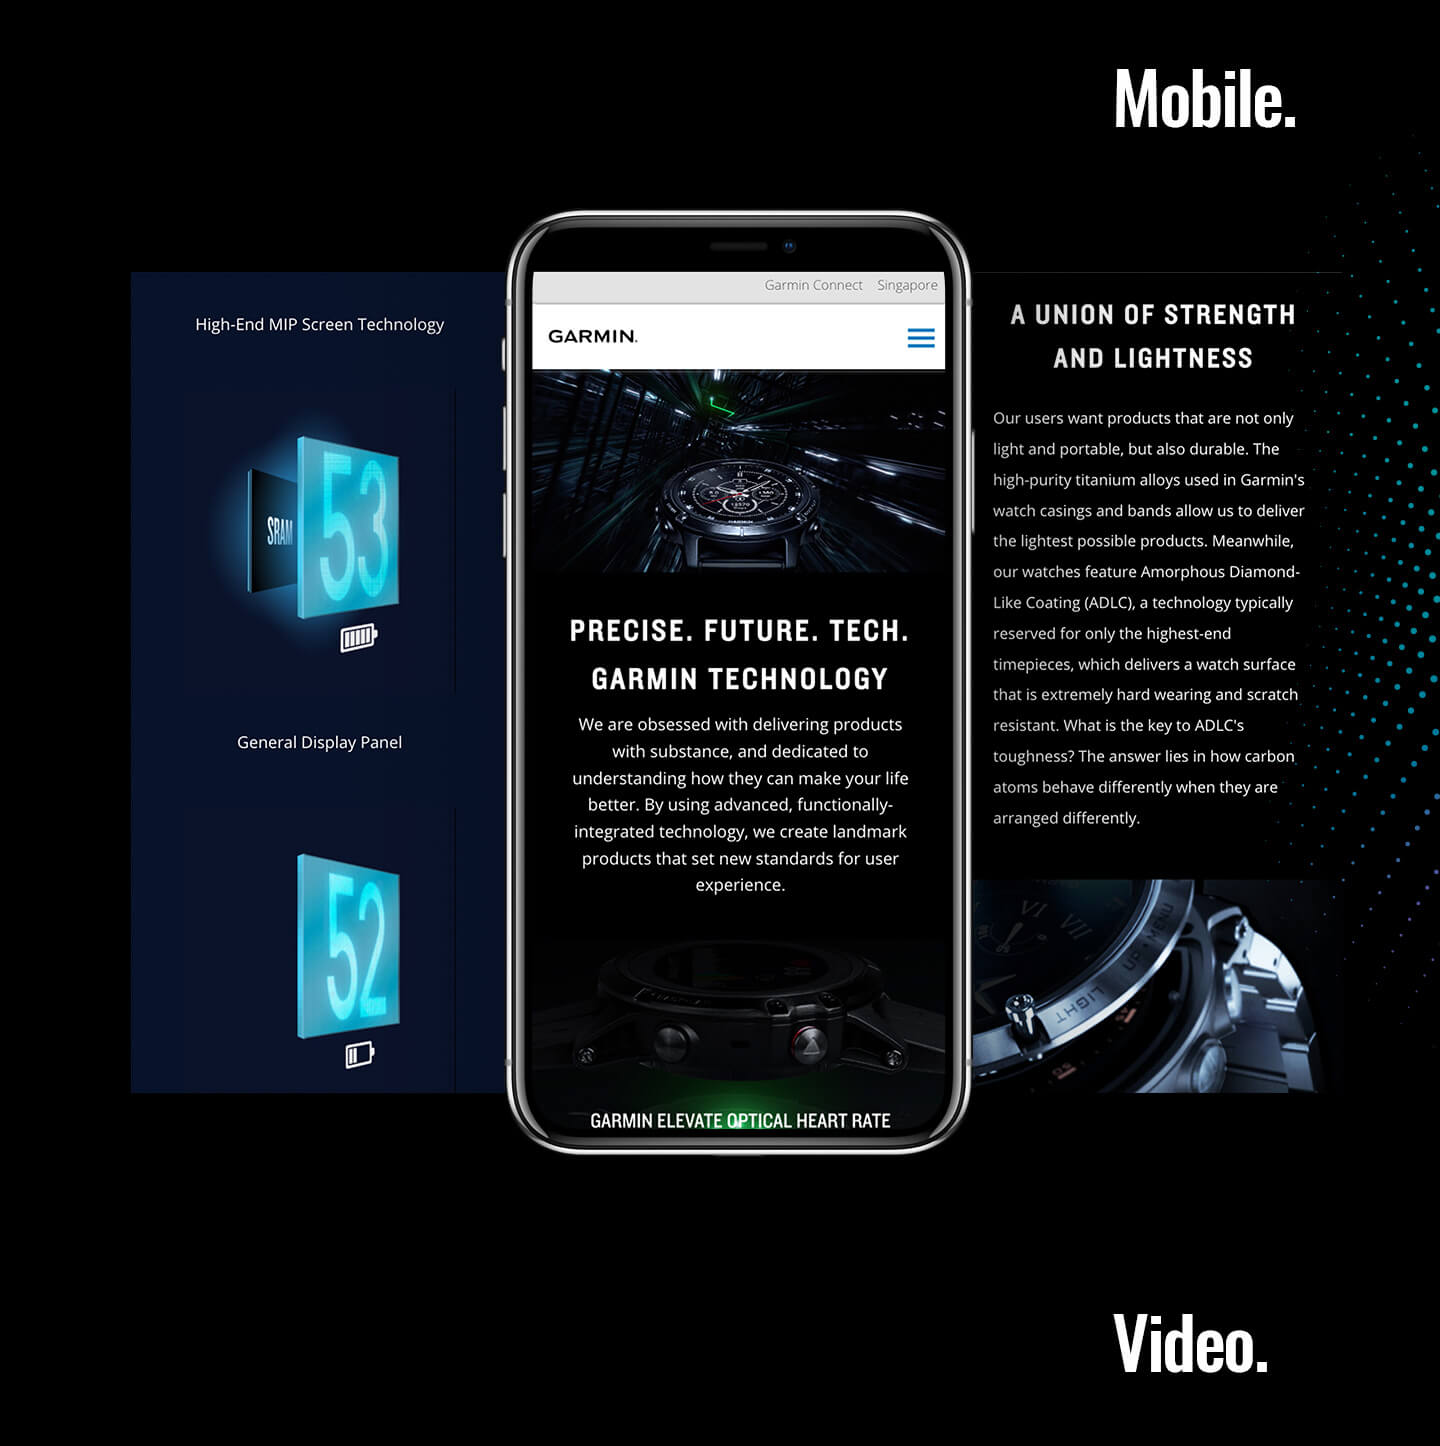 Mobile.
High-End MIP Screen Technology
SRAM
53
General Display Panel
52
Garmin Connect Singapore
GARMIN.
GARMIN
PRECISE. FUTURE. TECH.
GARMIN TECHNOLOGY
We are obsessed with delivering products
with substance, and dedicated to
understanding how they can make your life
better. By using advanced, functionally-
integrated technology, we create landmark
products that set new standards for user
experience.
GARMIN ELEVATE OPTICAL HEART RATE
A UNION OF STRENGTH
AND LIGHTNESS
Our users want products that are not only
light and portable, but also durable. The
high-purity titanium alloys used in Garmin's
watch casings and bands allow us to deliver
the lightest possible products. Meanwhile,
our watches feature Amorphous Diamond-
Like Coating (ADLC), a technology typically
reserved for only the highest-end
timepieces, which delivers a watch surface
that is extremely hard wearing and scratch
resistant. What is the key to ADLC's
toughness? The answer lies in how carbon
atoms behave differently when they are
arranged differently.
VI
VII
UP·MENU
LIGHT
Video.